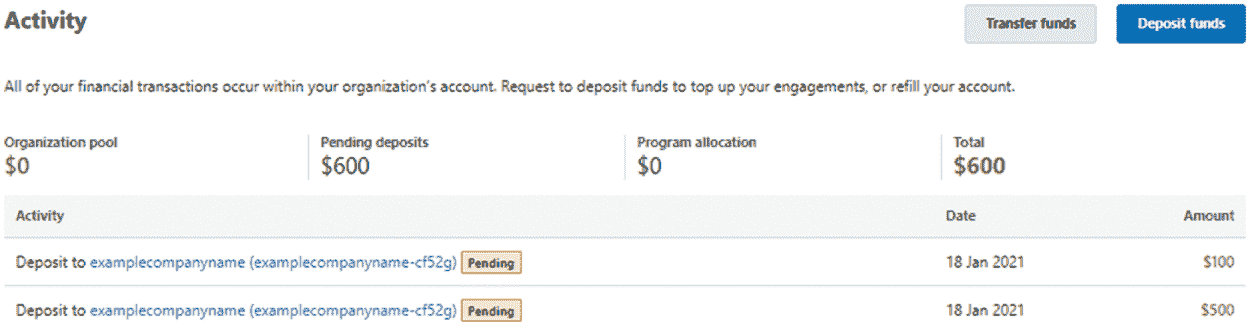 Activity
Transfer funds
Deposit funds
All of your financial transactions occur within your organization's account. Request to deposit funds to top up your engagements, or refill your account.
Organization pool
$0
Pending deposits
$600
Program allocation
$0
Total
$600
Activity Date Amount
Deposit to examplecompanyname (examplecompanyname-cf52g) Pending 18 Jan 2021 $100
Deposit to examplecompanyname (examplecompanyname-cf52g) Pending 18 Jan 2021 $500